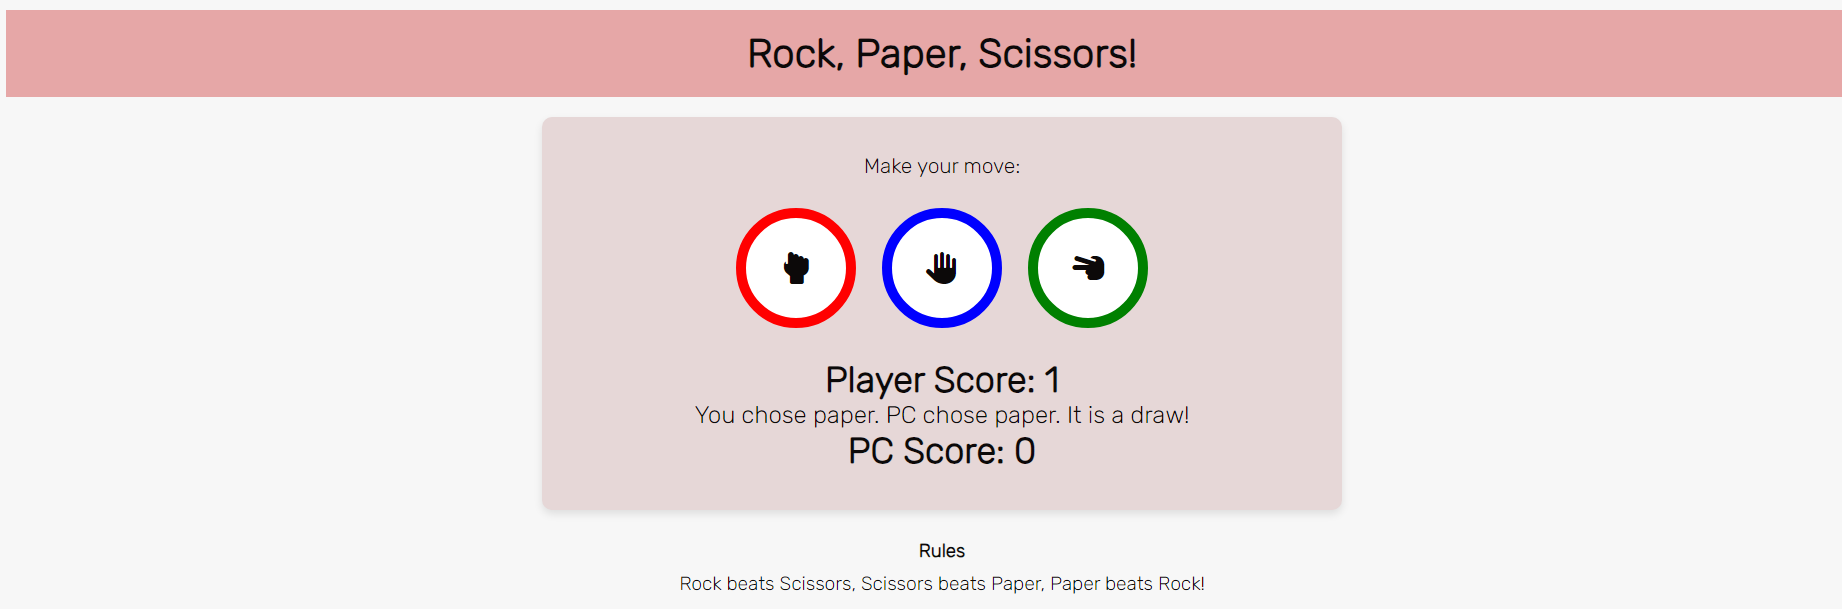 Rock, Paper, Scissors!
Make your move:
Player Score: 1
You chose paper. PC chose paper. It is a draw!
PC Score: 0
Rules
Rock beats Scissors, Scissors beats Paper, Paper beats Rock!